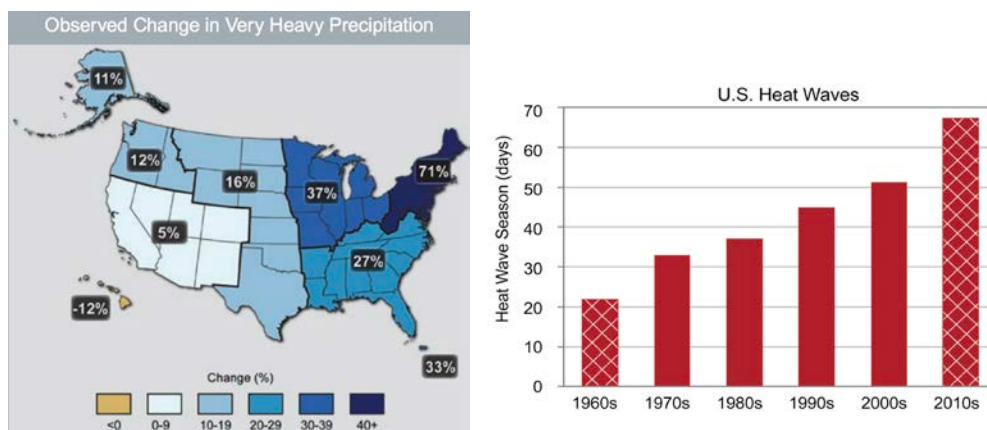 Observed Change in Very Heavy Precipitation
11%
12%
16%
37%
71%
5%
27%
-12%
33%
Change (%)
<0 0-9 10-19 20-29 30-39 40+
U.S. Heat Waves
Heat Wave Season (days)
70
60
50
40
30
20
10
0
1960s 1970s 1980s 1990s 2000s 2010s